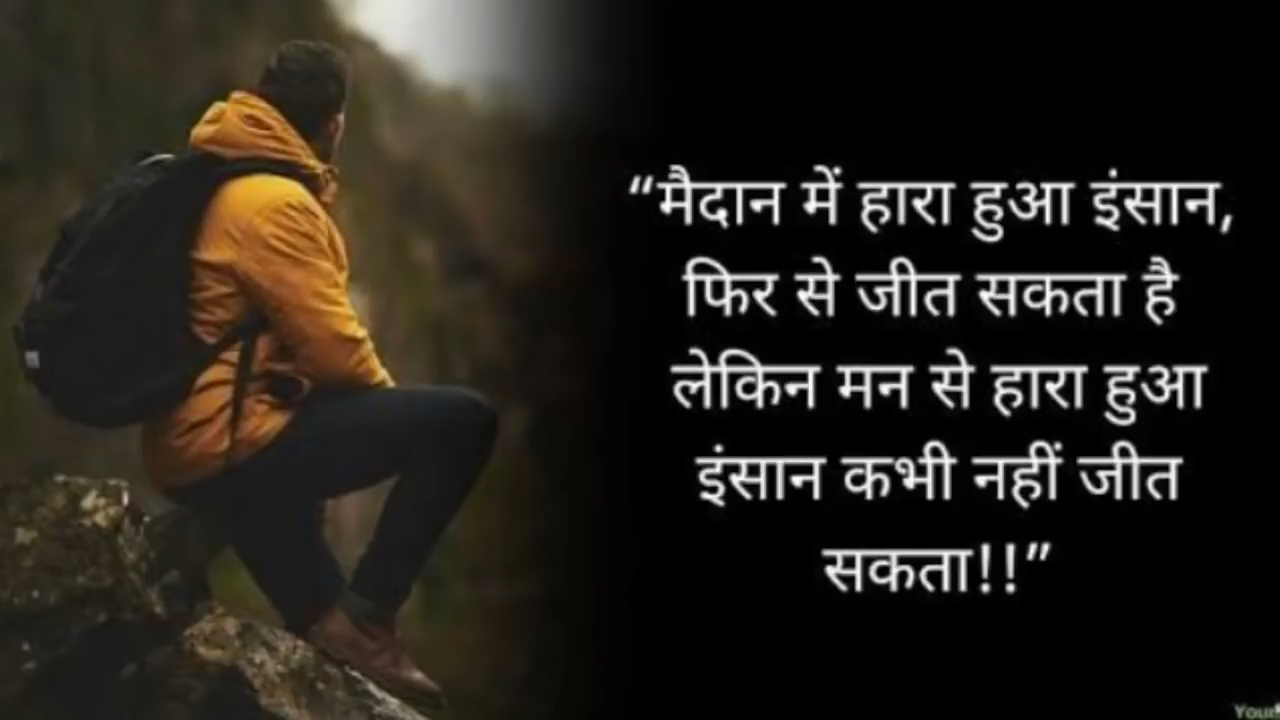 “मैदान में हारा हुआ इंसान,
फिर से जीत सकता है
लेकिन मन से हारा हुआ
इंसान कभी नहीं जीत
सकता!!”